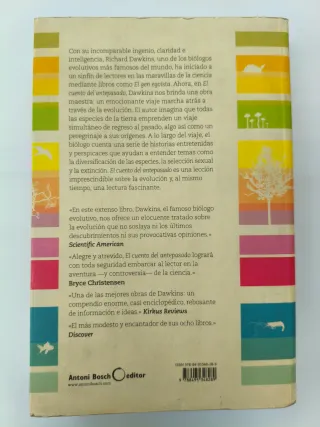 Con su incomparable ingenio, claridad e
inteligencia, Richard Dawkins, uno de los biólogos
evolutivos más famosos del mundo, ha iniciado a
un sinfín de lectores en las maravillas de la ciencia
mediante libros como El gen egoísta. Ahora, en El
cuento del antepasado, Dawkins nos brinda una obra
maestra: un emocionante viaje marcha atrás a
través de la evolución. El autor imagina que todas
las especies de la tierra emprenden un viaje
simultáneo de regreso al pasado, algo así como un
peregrinaje a sus orígenes. A lo largo del viaje, el
biólogo cuenta una serie de historias entretenidas
y perspicaces que ayudan a entender temas como
la diversificación de las especies, la selección sexual
y la extinción. El cuento del antepasado es una lección
imprescindible sobre la evolución y, al mismo
tiempo, una lectura fascinante.
«En este extenso libro, Dawkins, el famoso biólogo
evolutivo, nos ofrece un elocuente tratado sobre
la evolución que no soslaya ni los últimos
descubrimientos ni sus provocativas opiniones.»
Scientific American
«Alegre y atrevido, El cuento del antepasado logrará
con toda seguridad embarcar al lector en la
aventura —y controversia— de la ciencia.»
Bryce Christensen
«Una de las mejores obras de Dawkins: un
compendio enorme, casi enciclopédico, rebosante
de información e ideas.» Kirkus Reviews
«El más modesto y encantador de sus ocho libros.»
Discover
Antoni Bosch editor